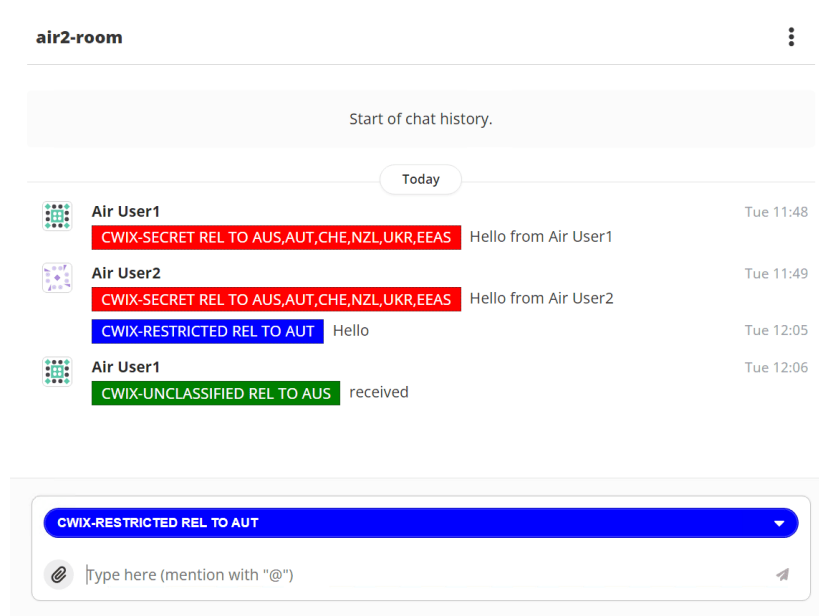 air2-room
Start of chat history.
Today
Air User1
Tue 11:48
CWIX-SECRET REL TO AUS,AUT,CHE,NZL,UKR,EEAS Hello from Air User1
Air User2
Tue 11:49
CWIX-SECRET REL TO AUS,AUT,CHE,NZL,UKR,EEAS Hello from Air User2
CWIX-RESTRICTED REL TO AUT Hello Tue 12:05
Air User1
Tue 12:06
CWIX-UNCLASSIFIED REL TO AUS received
CWIX-RESTRICTED REL TO AUT
Type here (mention with "@")